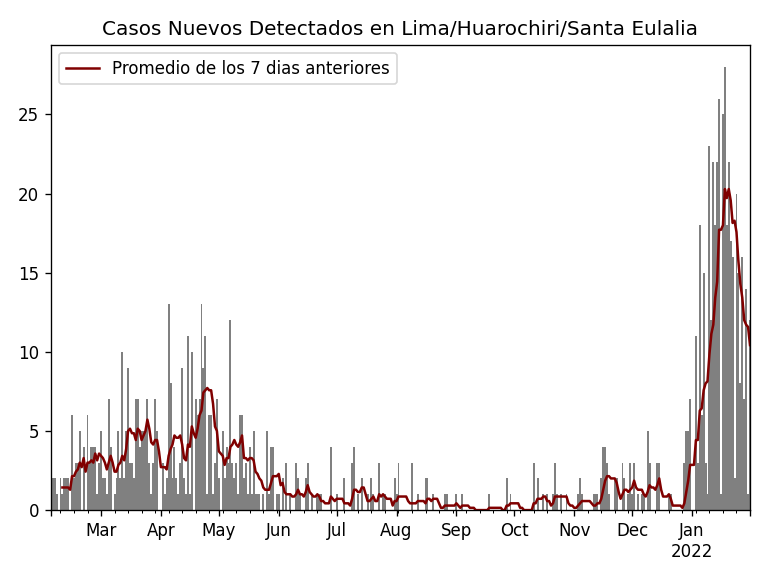 Casos Nuevos Detectados en Lima/Huarochiri/Santa Eulalia
Promedio de los 7 dias anteriores
25
20
15
10
5
0
Mar Apr May Jun Jul Aug Sep Oct Nov Dec Jan
2022